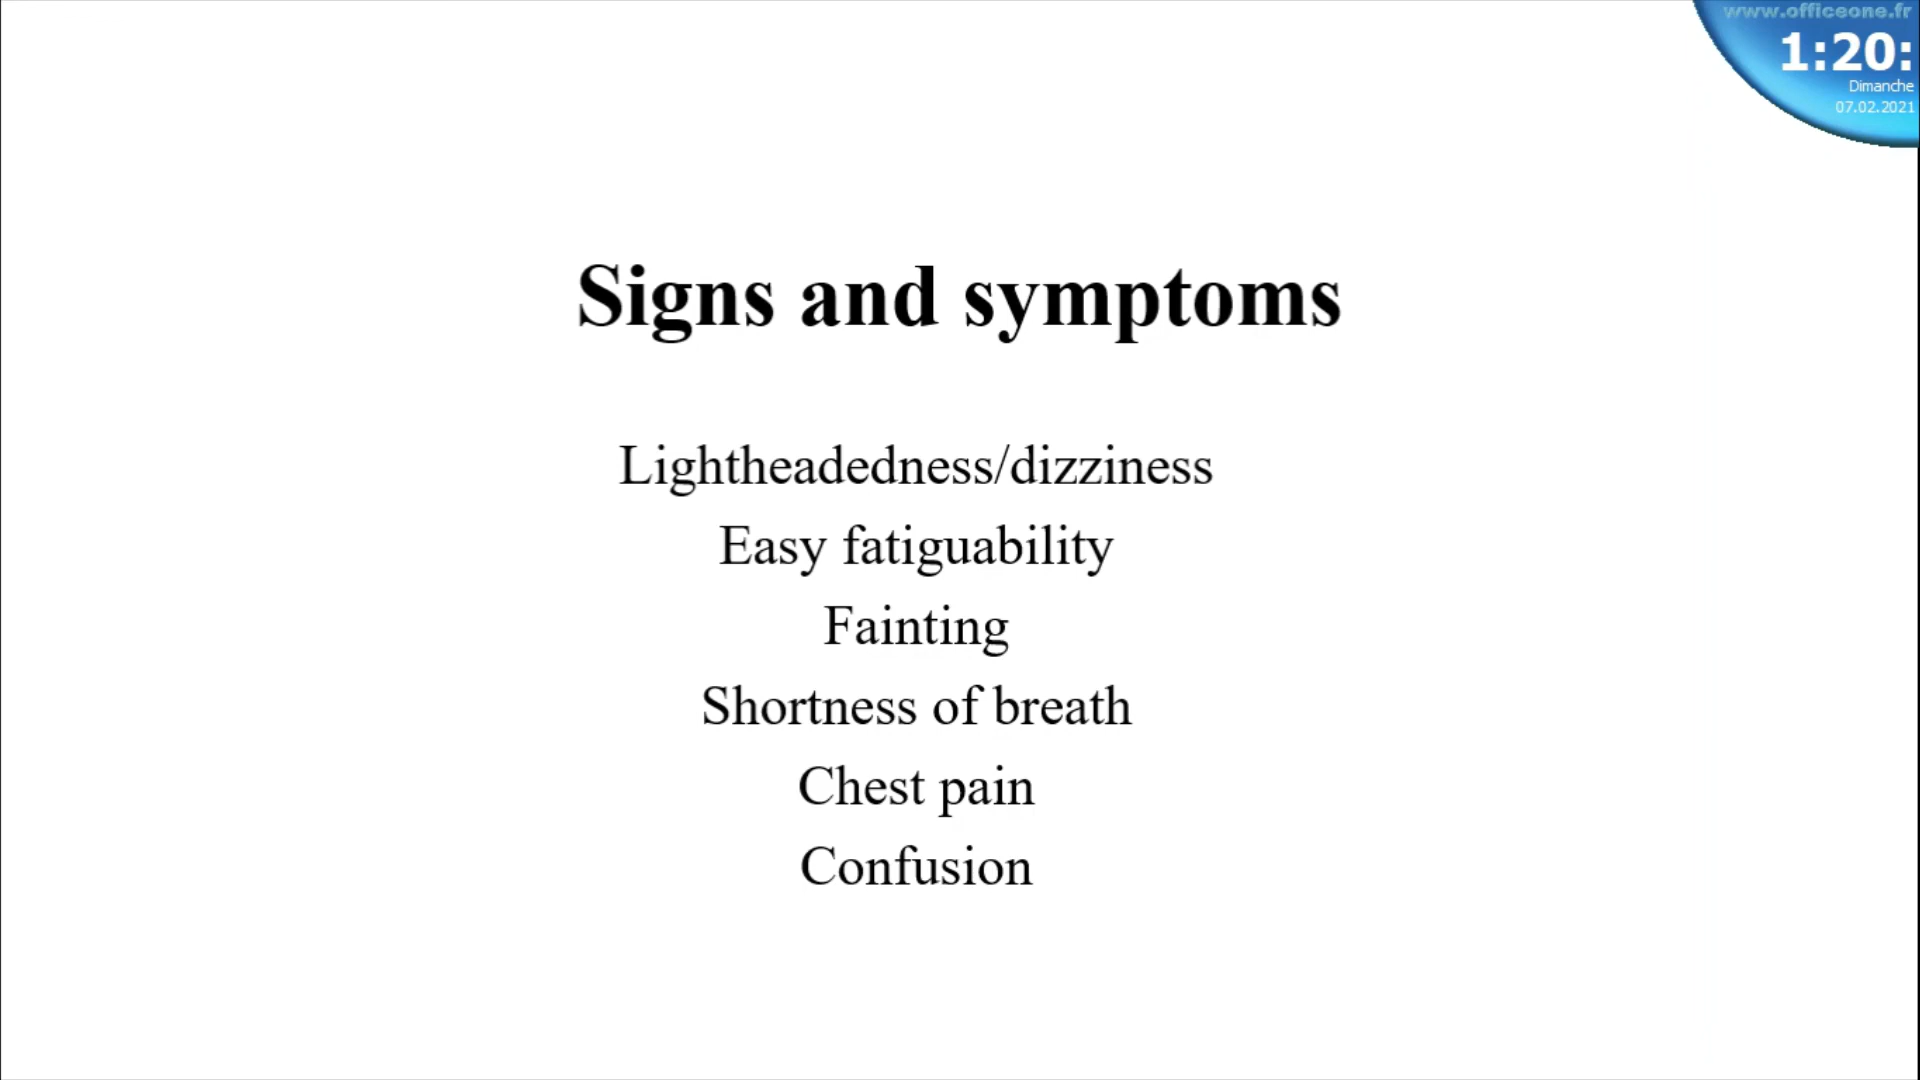 www.officeone.fr
1:20:
Dimanche
07.02.2021
Signs and symptoms
Lightheadedness/dizziness
Easy fatiguability
Fainting
Shortness of breath
Chest pain
Confusion